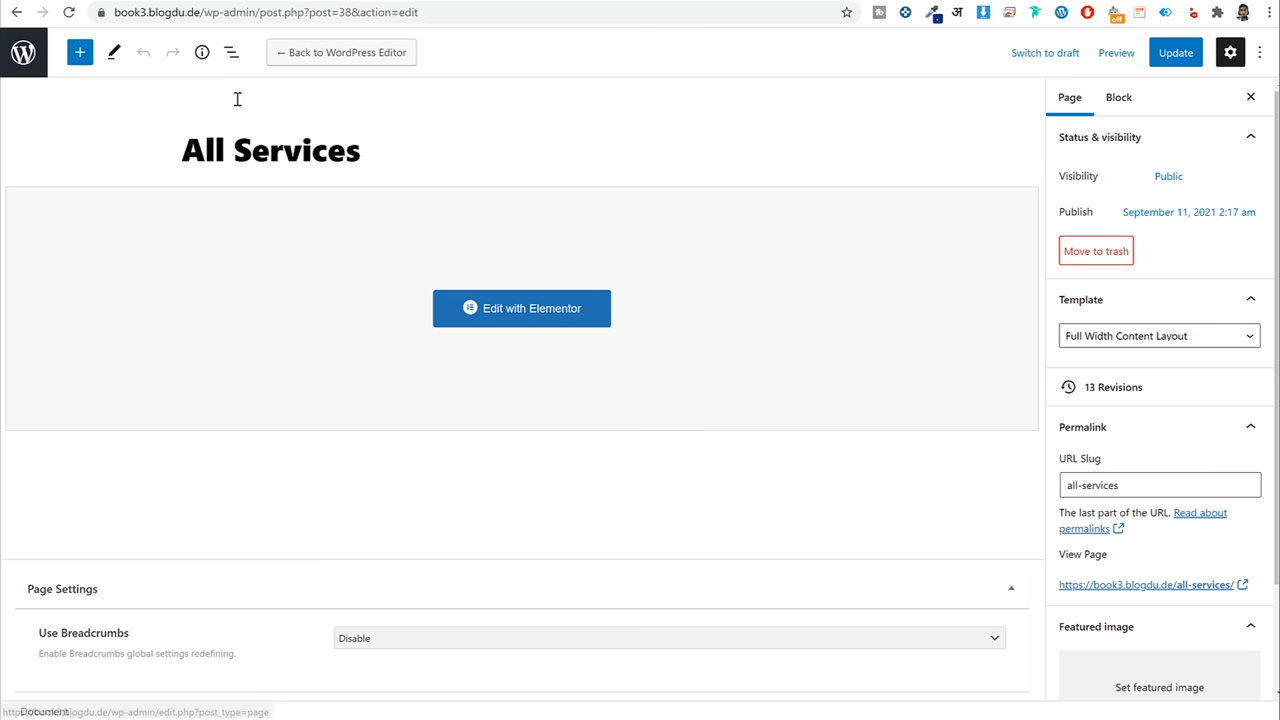 book3.blogdu.de/wp-admin/post.php?post=38&action=edit
अ
off
← Back to WordPress Editor
Switch to draft
Preview
Update
Page
Block
All Services
Status & visibility
Visibility
Public
Publish
September 11, 2021 2:17 am
Move to trash
Edit with Elementor
Template
Full Width Content Layout
13 Revisions
Permalink
URL Slug
all-services
The last part of the URL. Read about
permalinks
View Page
https://book3.blogdu.de/all-services/
Page Settings
Featured image
Use Breadcrumbs
Disable
Enable Breadcrumbs global settings redefining.
Set featured image
https://book3.blogdu.de/wp-admin/edit.php?post_type=page